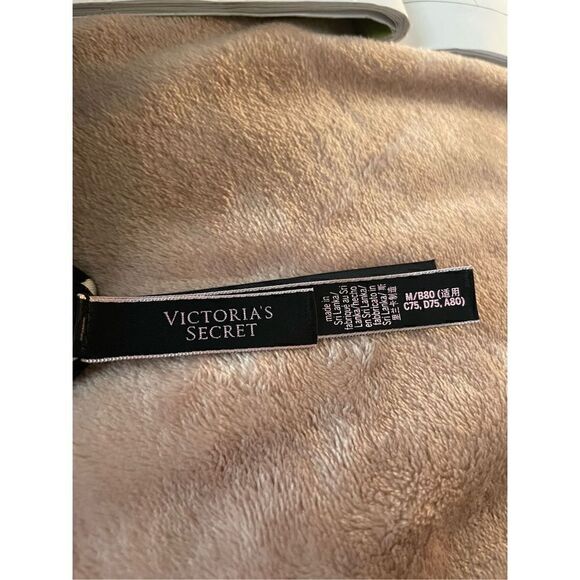 VICTORIA'S
SECRET
made in
Sri Lanka/
fabriqué au Sri
Lanka/hecho
en Sri Lanka/
fabricato in
Sri Lanka/ 斯
里兰卡制造
M/B80 (适用
C75, D75, A80)